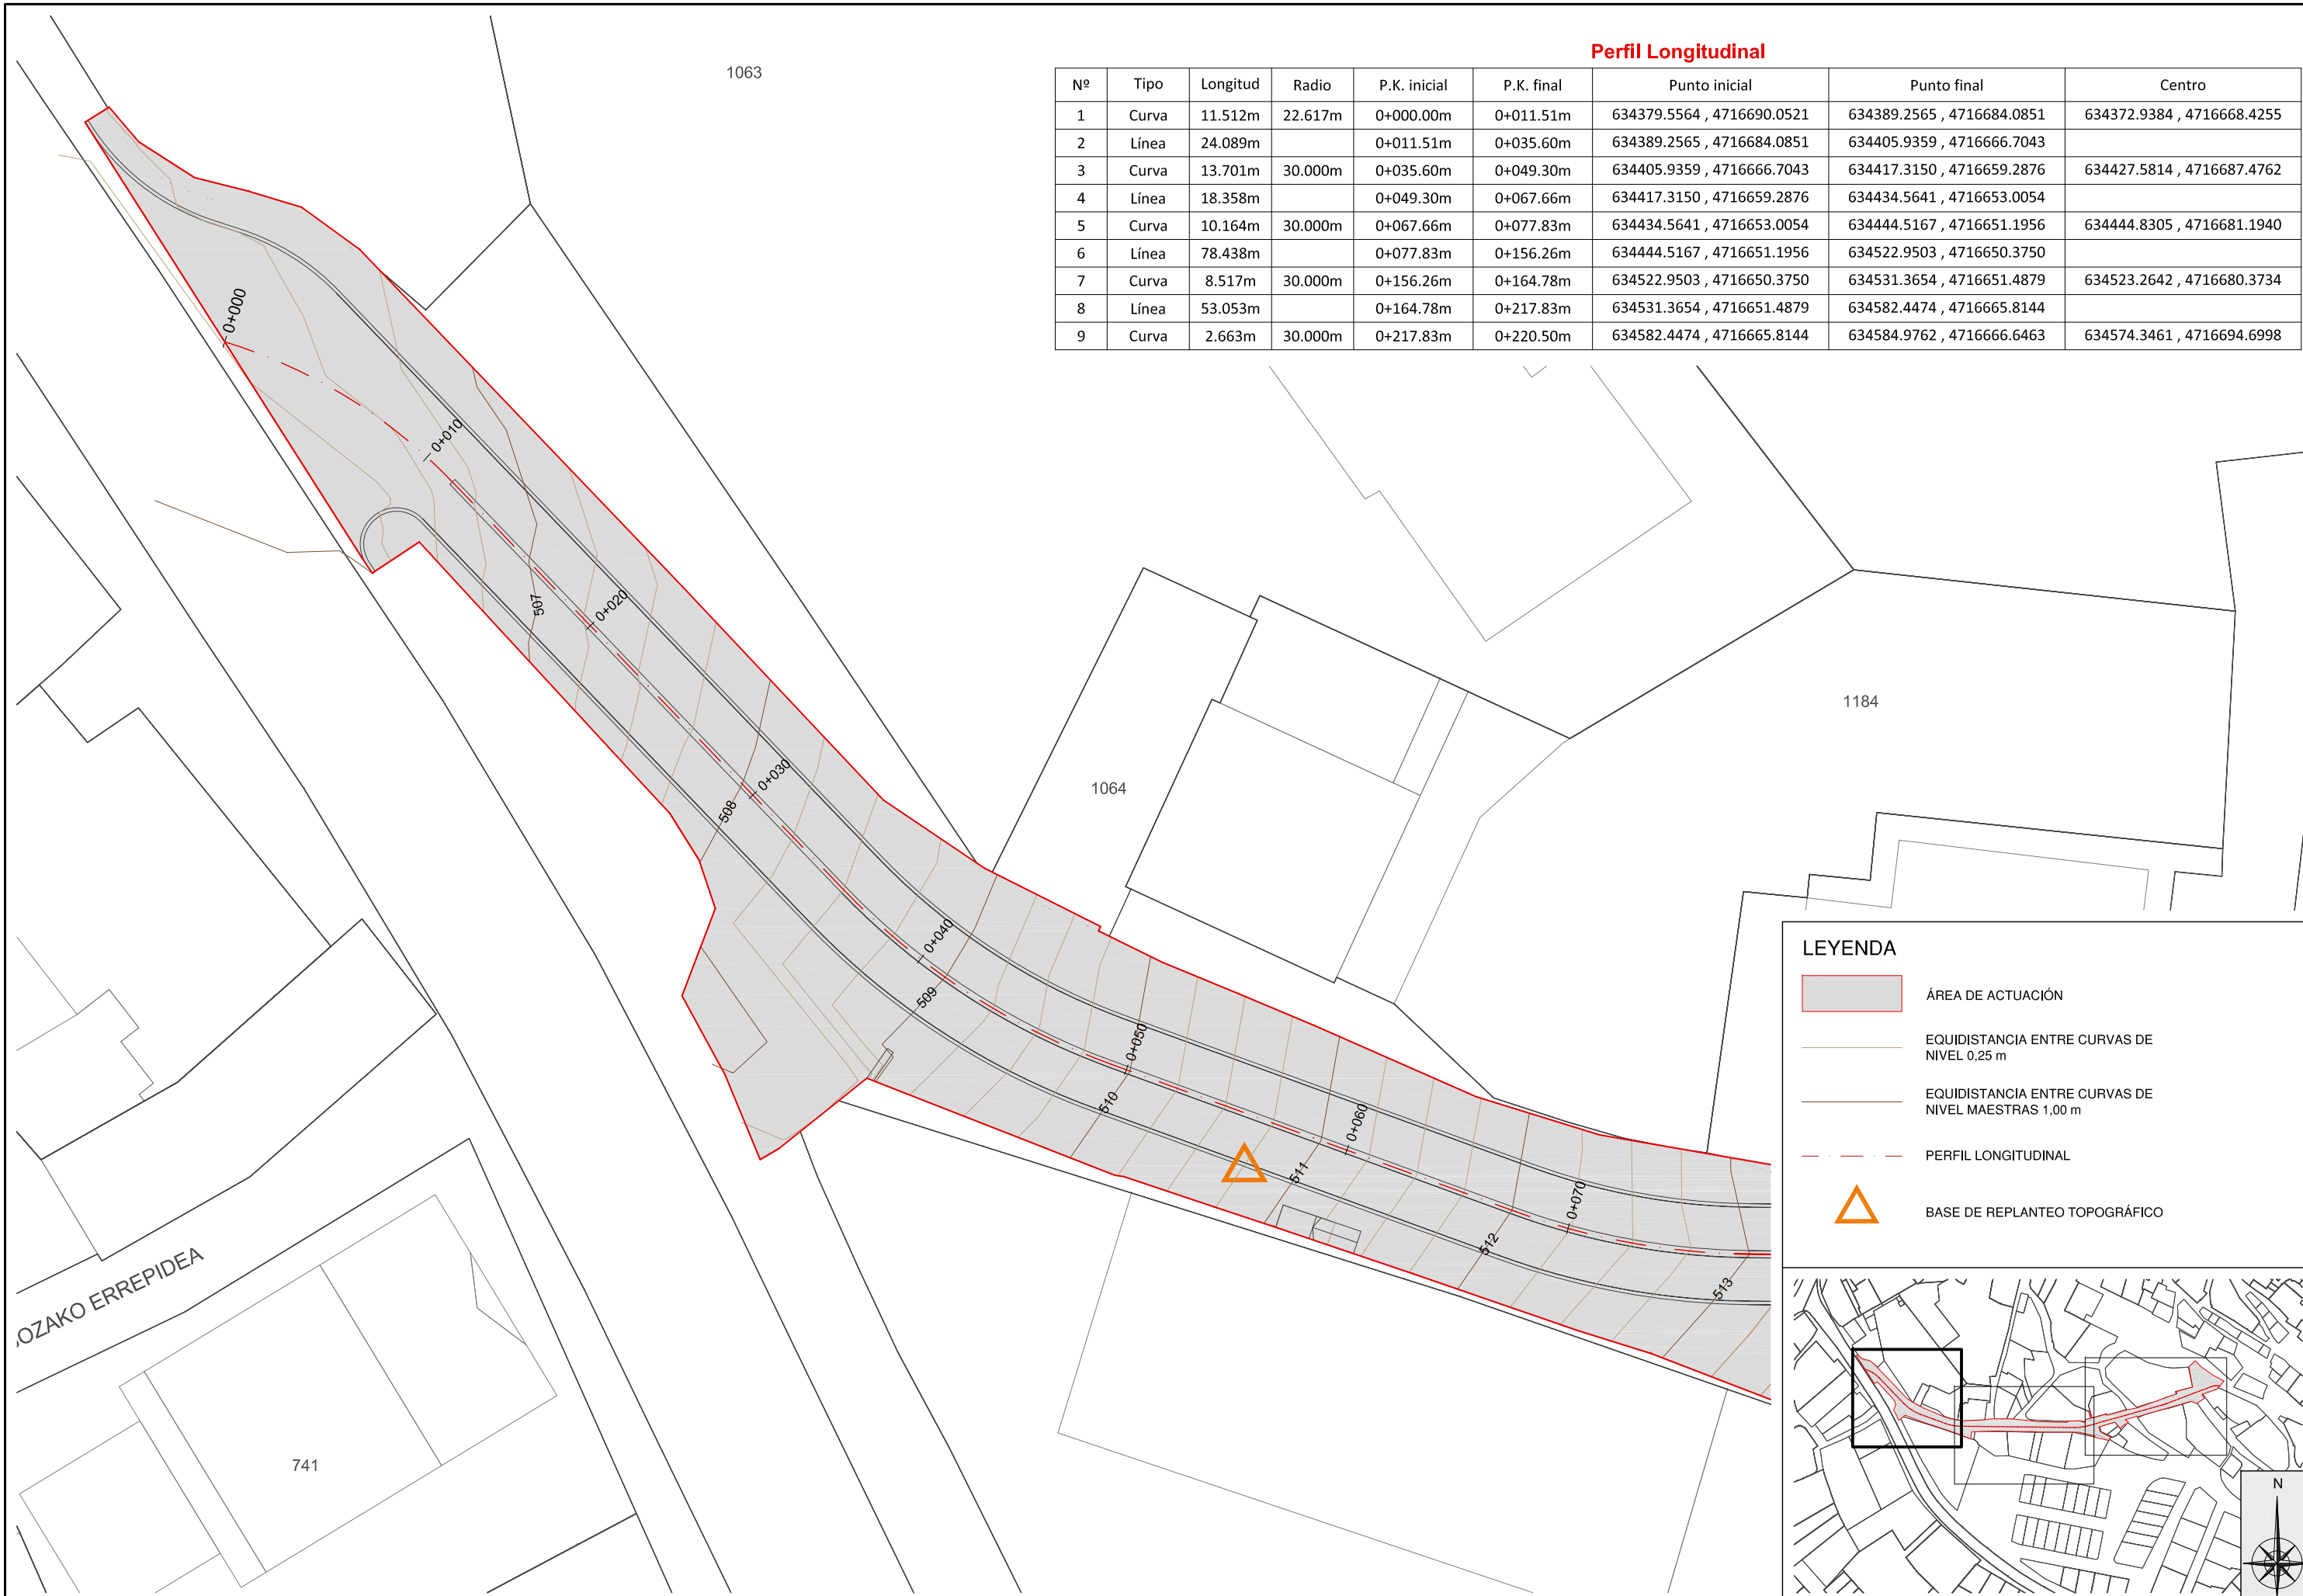 Perfil Longitudinal
Nº Tipo Longitud Radio P.K. inicial P.K. final Punto inicial Punto final Centro
1 Curva 11.512m 22.617m 0+000.00m 0+011.51m 634379.5564 , 4716690.0521 634389.2565 , 4716684.0851 634372.9384 , 4716668.4255
2 Línea 24.089m 0+011.51m 0+035.60m 634389.2565 , 4716684.0851 634405.9359 , 4716666.7043
3 Curva 13.701m 30.000m 0+035.60m 0+049.30m 634405.9359 , 4716666.7043 634417.3150 , 4716659.2876 634427.5814 , 4716687.4762
4 Línea 18.358m 0+049.30m 0+067.66m 634417.3150 , 4716659.2876 634434.5641 , 4716653.0054
5 Curva 10.164m 30.000m 0+067.66m 0+077.83m 634434.5641 , 4716653.0054 634444.5167 , 4716651.1956 634444.8305 , 4716681.1940
6 Línea 78.438m 0+077.83m 0+156.26m 634444.5167 , 4716651.1956 634522.9503 , 4716650.3750
7 Curva 8.517m 30.000m 0+156.26m 0+164.78m 634522.9503 , 4716650.3750 634531.3654 , 4716651.4879 634523.2642 , 4716680.3734
8 Línea 53.053m 0+164.78m 0+217.83m 634531.3654 , 4716651.4879 634582.4474 , 4716665.8144
9 Curva 2.663m 30.000m 0+217.83m 0+220.50m 634582.4474 , 4716665.8144 634584.9762 , 4716666.6463 634574.3461 , 4716694.6998
1063
0+000
0+010
507
0+020
0+030
508
1064
1184
0+040
509
0+050
510
0+060
511
0+070
512
513
OZAKO ERREPIDEA
741
LEYENDA
ÁREA DE ACTUACIÓN
EQUIDISTANCIA ENTRE CURVAS DE
NIVEL 0,25 m
EQUIDISTANCIA ENTRE CURVAS DE
NIVEL MAESTRAS 1,00 m
PERFIL LONGITUDINAL
BASE DE REPLANTEO TOPOGRÁFICO
N